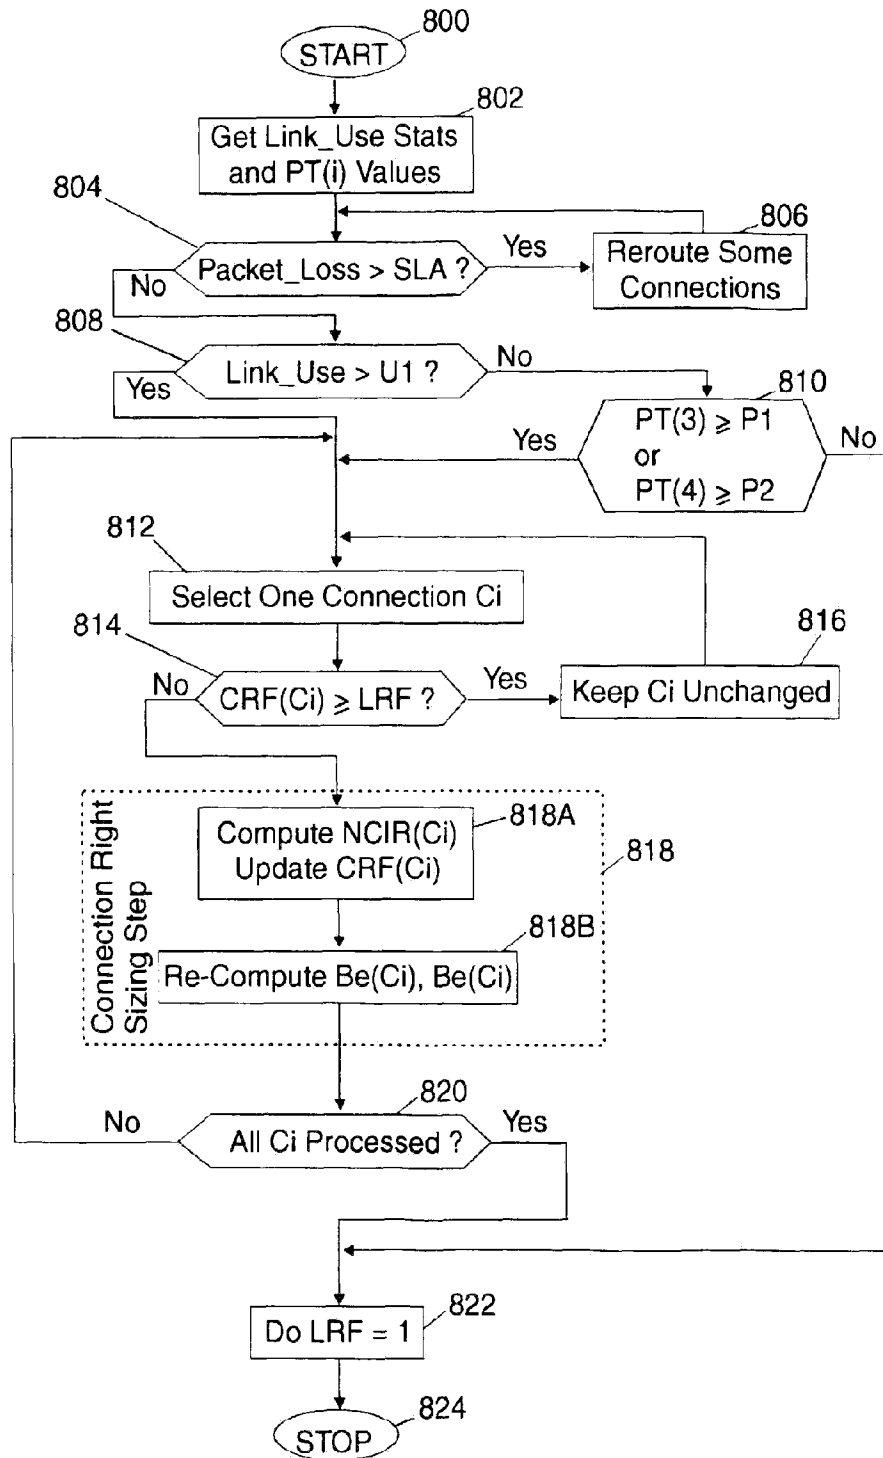 800
START
802
Get Link_Use Stats
and PT(i) Values
804
Packet_Loss > SLA ?
Yes
No
806
Reroute Some
Connections
808
Link_Use > U1 ?
No
Yes
810
PT(3) ⩾ P1
or
PT(4) ⩾ P2
Yes
No
812
Select One Connection Ci
814
CRF(Ci) ⩾ LRF ?
No
Yes
816
Keep Ci Unchanged
Connection Right
Sizing Step
818
818A
Compute NCIR(Ci)
Update CRF(Ci)
818B
Re-Compute Be(Ci), Be(Ci)
820
All Ci Processed ?
No
Yes
822
Do LRF = 1
824
STOP